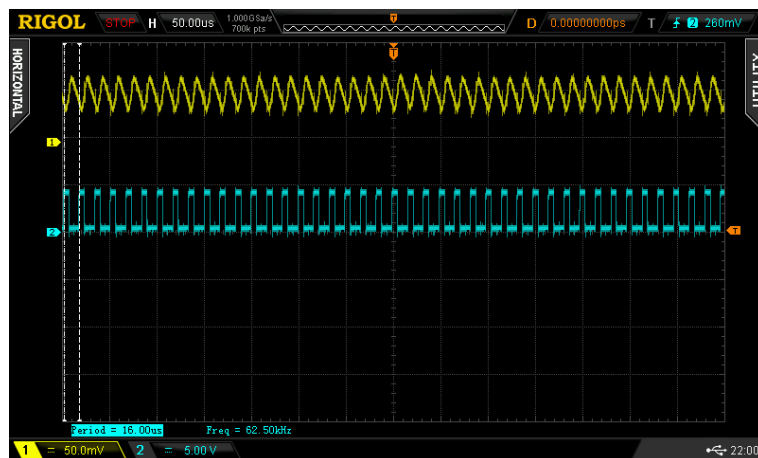 RIGOL STOP H 50.00us 1.000GSa/s 700k pts D 0.00000000ps T 2 260mV
HORIZONTAL
UTILITY
T
1
2
T
Period = 16.00us Freq = 62.50kHz
1 = 50.0mV 2 = 5.00 V 22:00